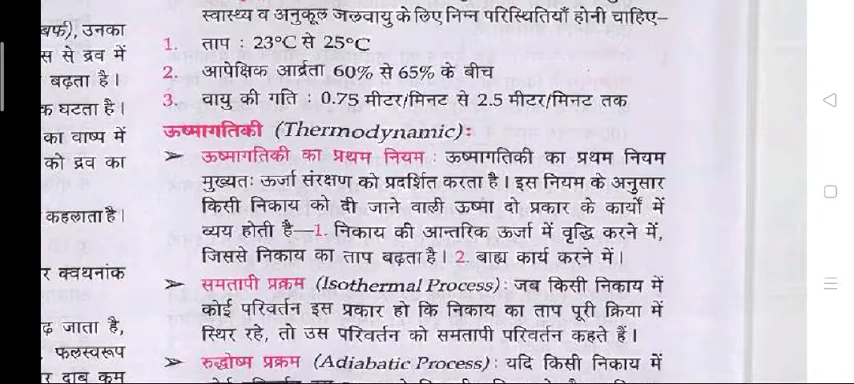 स्वास्थ्य व अनुकूल जलवायु के लिए निम्न परिस्थितियाँ होनी चाहिए–
1. ताप : 23°C से 25°C
2. आपेक्षिक आर्द्रता 60% से 65% के बीच
3. वायु की गति : 0.75 मीटर/मिनट से 2.5 मीटर/मिनट तक
ऊष्मागतिकी (Thermodynamic):
➤ ऊष्मागतिकी का प्रथम नियम : ऊष्मागतिकी का प्रथम नियम
मुख्यतः ऊर्जा संरक्षण को प्रदर्शित करता है। इस नियम के अनुसार
किसी निकाय को दी जाने वाली ऊष्मा दो प्रकार के कार्यों में
व्यय होती है—1. निकाय की आन्तरिक ऊर्जा में वृद्धि करने में,
जिससे निकाय का ताप बढ़ता है। 2. बाह्य कार्य करने में।
➤ समतापी प्रक्रम (Isothermal Process) : जब किसी निकाय में
कोई परिवर्तन इस प्रकार हो कि निकाय का ताप पूरी क्रिया में
स्थिर रहे, तो उस परिवर्तन को समतापी परिवर्तन कहते हैं।
➤ रुद्धोष्म प्रक्रम (Adiabatic Process) : यदि किसी निकाय में
बर्फ), उनका
स से द्रव में
बढ़ता है।
क घटता है।
का वाष्प में
को द्रव का
कहलाता है।
र क्वथनांक
ढ़ जाता है,
फलस्वरूप
र दाब कम